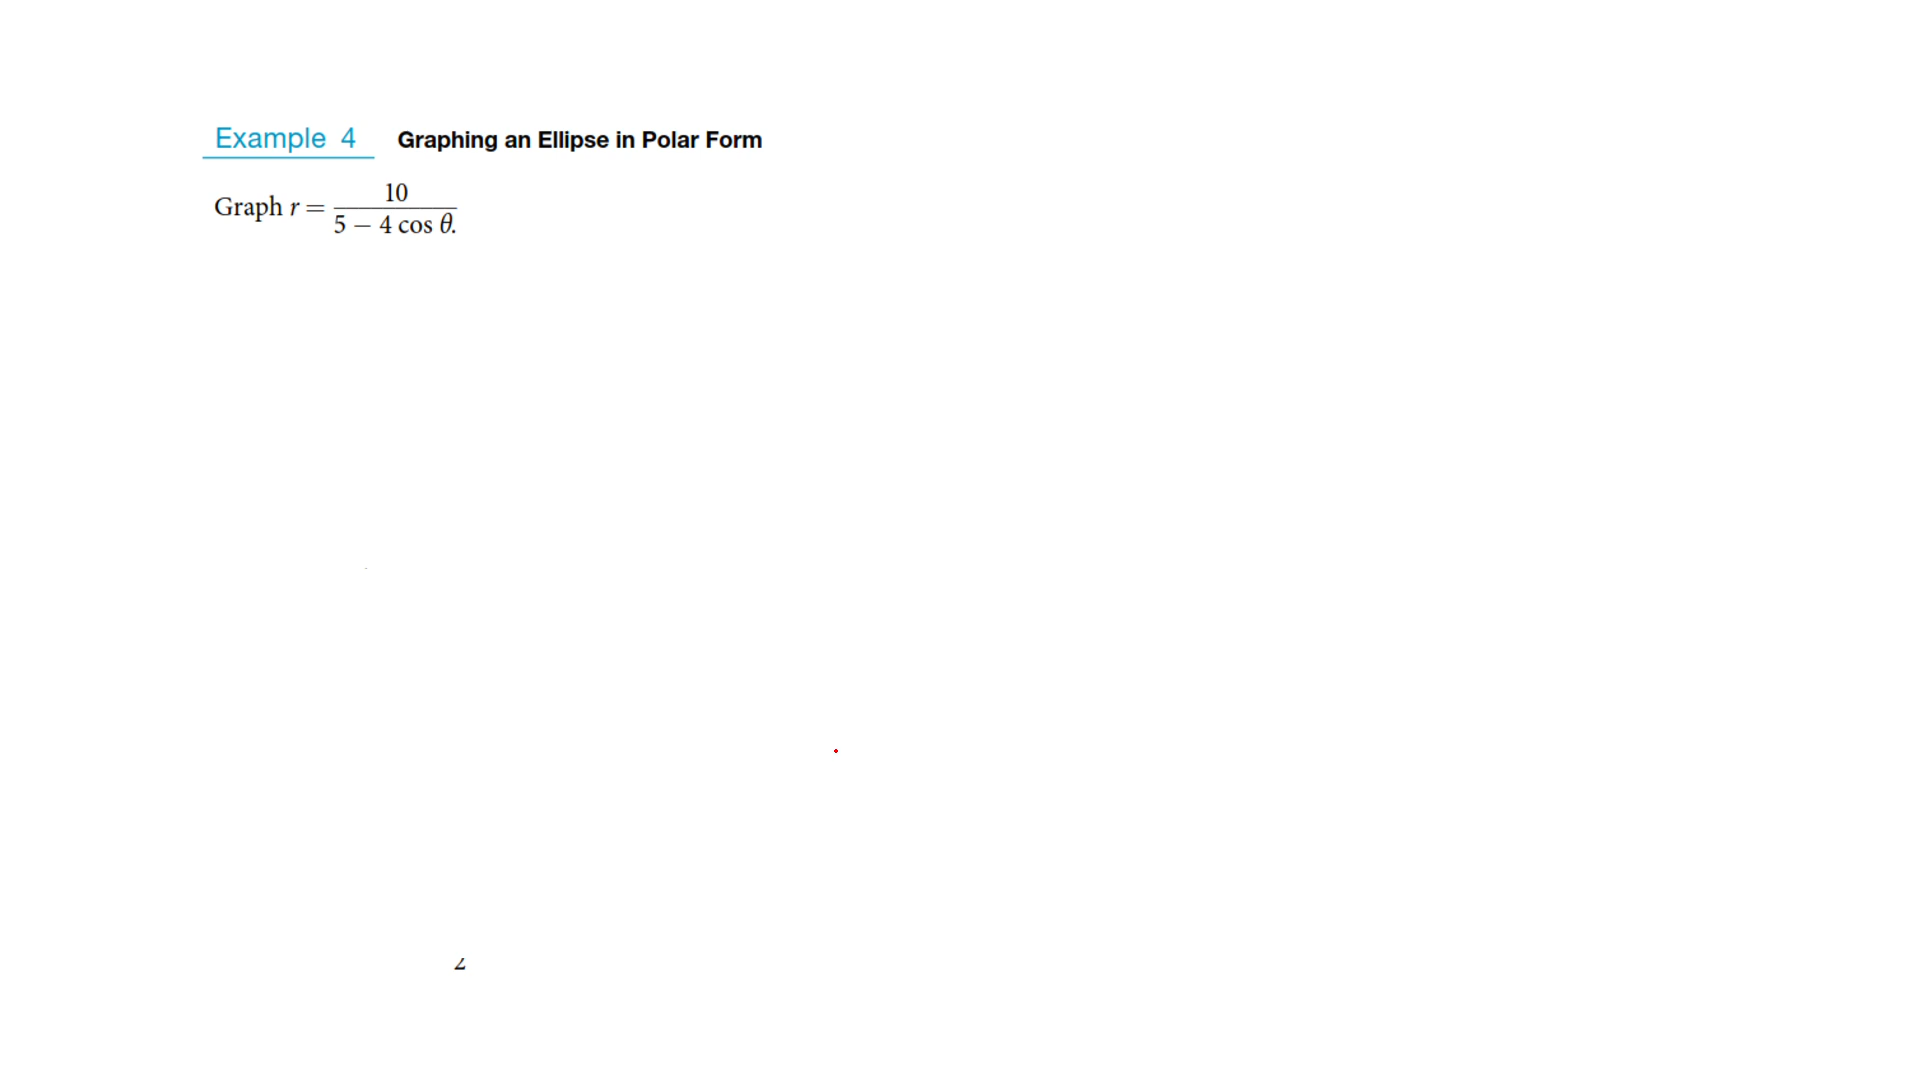 Example 4 Graphing an Ellipse in Polar Form
Graph r = 10 / (5 − 4 cos θ).